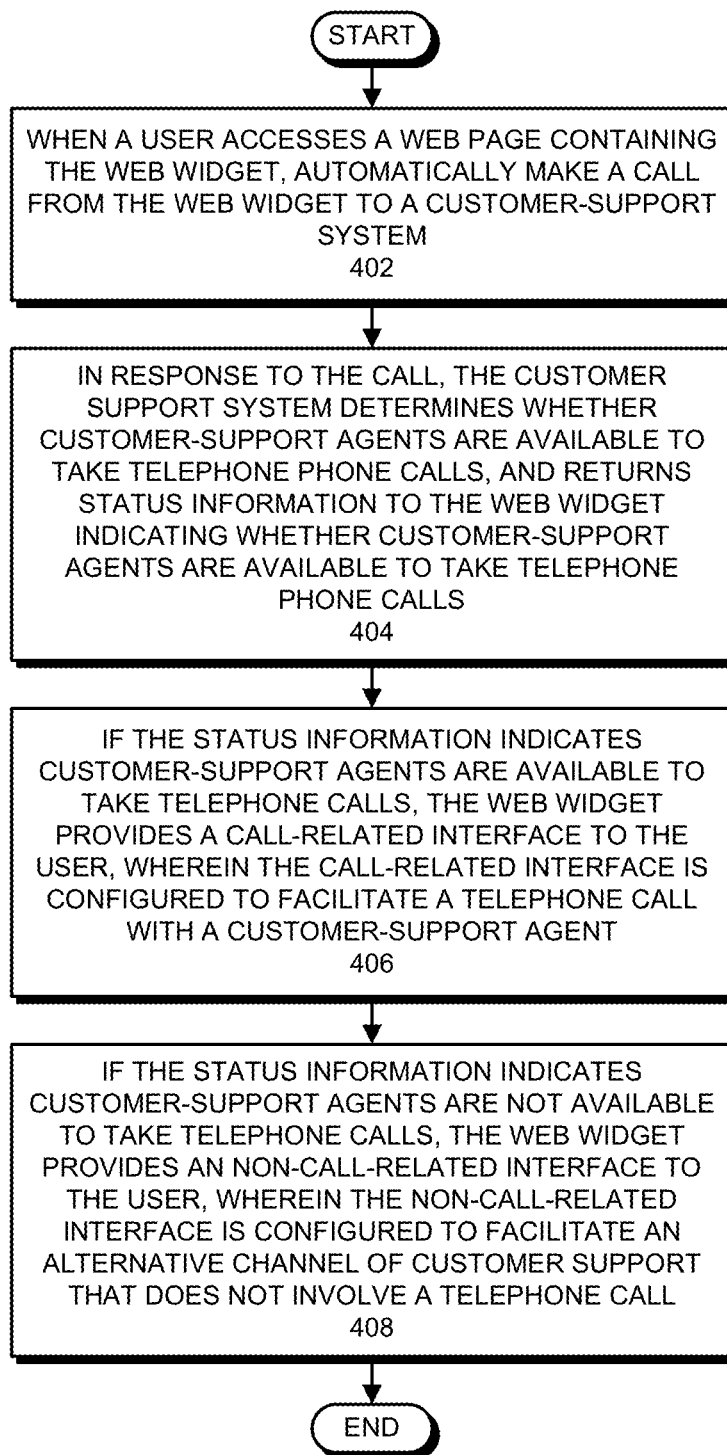 START
WHEN A USER ACCESSES A WEB PAGE CONTAINING
THE WEB WIDGET, AUTOMATICALLY MAKE A CALL
FROM THE WEB WIDGET TO A CUSTOMER-SUPPORT
SYSTEM
402
IN RESPONSE TO THE CALL, THE CUSTOMER
SUPPORT SYSTEM DETERMINES WHETHER
CUSTOMER-SUPPORT AGENTS ARE AVAILABLE TO
TAKE TELEPHONE PHONE CALLS, AND RETURNS
STATUS INFORMATION TO THE WEB WIDGET
INDICATING WHETHER CUSTOMER-SUPPORT
AGENTS ARE AVAILABLE TO TAKE TELEPHONE
PHONE CALLS
404
IF THE STATUS INFORMATION INDICATES
CUSTOMER-SUPPORT AGENTS ARE AVAILABLE TO
TAKE TELEPHONE CALLS, THE WEB WIDGET
PROVIDES A CALL-RELATED INTERFACE TO THE
USER, WHEREIN THE CALL-RELATED INTERFACE IS
CONFIGURED TO FACILITATE A TELEPHONE CALL
WITH A CUSTOMER-SUPPORT AGENT
406
IF THE STATUS INFORMATION INDICATES
CUSTOMER-SUPPORT AGENTS ARE NOT AVAILABLE
TO TAKE TELEPHONE CALLS, THE WEB WIDGET
PROVIDES AN NON-CALL-RELATED INTERFACE TO
THE USER, WHEREIN THE NON-CALL-RELATED
INTERFACE IS CONFIGURED TO FACILITATE AN
ALTERNATIVE CHANNEL OF CUSTOMER SUPPORT
THAT DOES NOT INVOLVE A TELEPHONE CALL
408
END